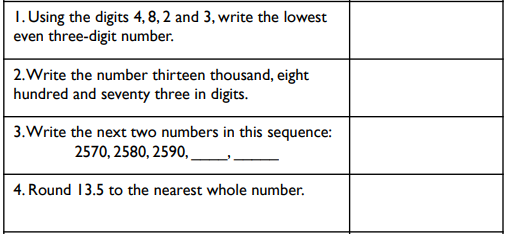 1. Using the digits 4, 8, 2 and 3, write the lowest
even three-digit number.
2.Write the number thirteen thousand, eight
hundred and seventy three in digits.
3.Write the next two numbers in this sequence:
2570, 2580, 2590, _____, ______
4. Round 13.5 to the nearest whole number.